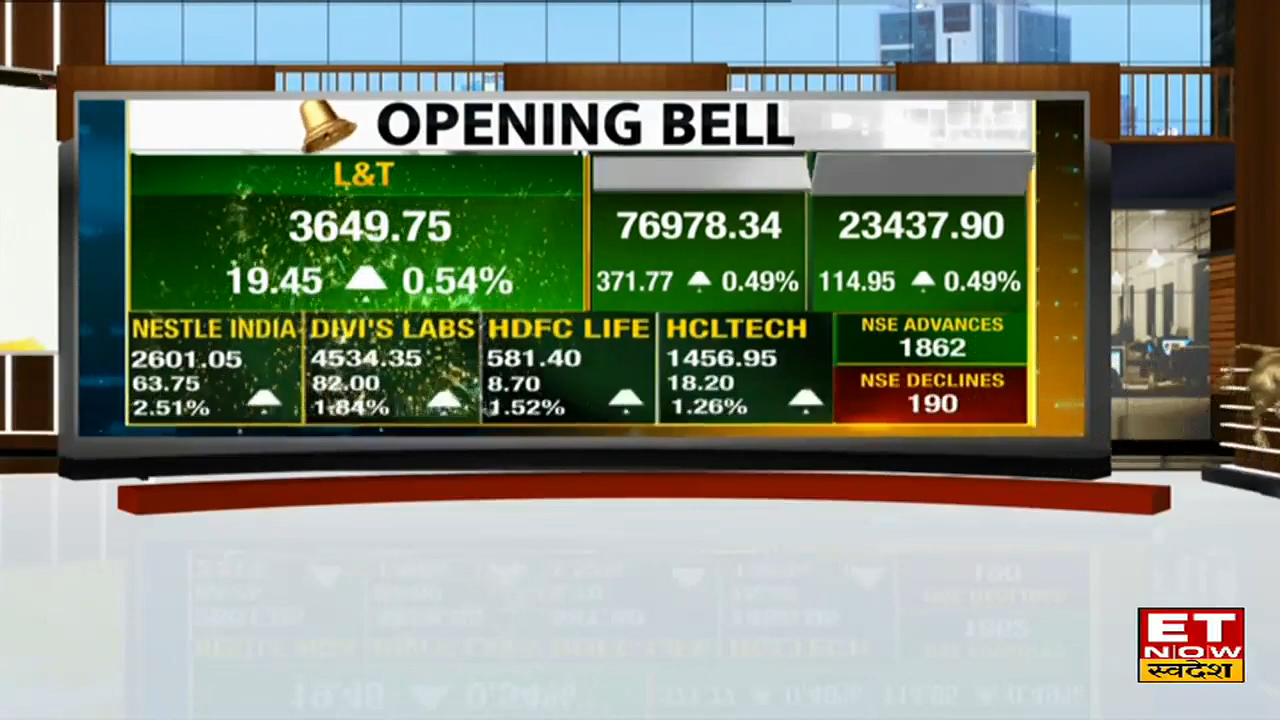 OPENING BELL
L&T
3649.75
19.45 0.54%
76978.34
371.77 0.49%
23437.90
114.95 0.49%
NESTLE INDIA
2601.05
63.75
2.51%
DIVI'S LABS
4534.35
82.00
1.84%
HDFC LIFE
581.40
8.70
1.52%
HCLTECH
1456.95
18.20
1.26%
NSE ADVANCES
1862
NSE DECLINES
190
ET
NOW
स्वदेश